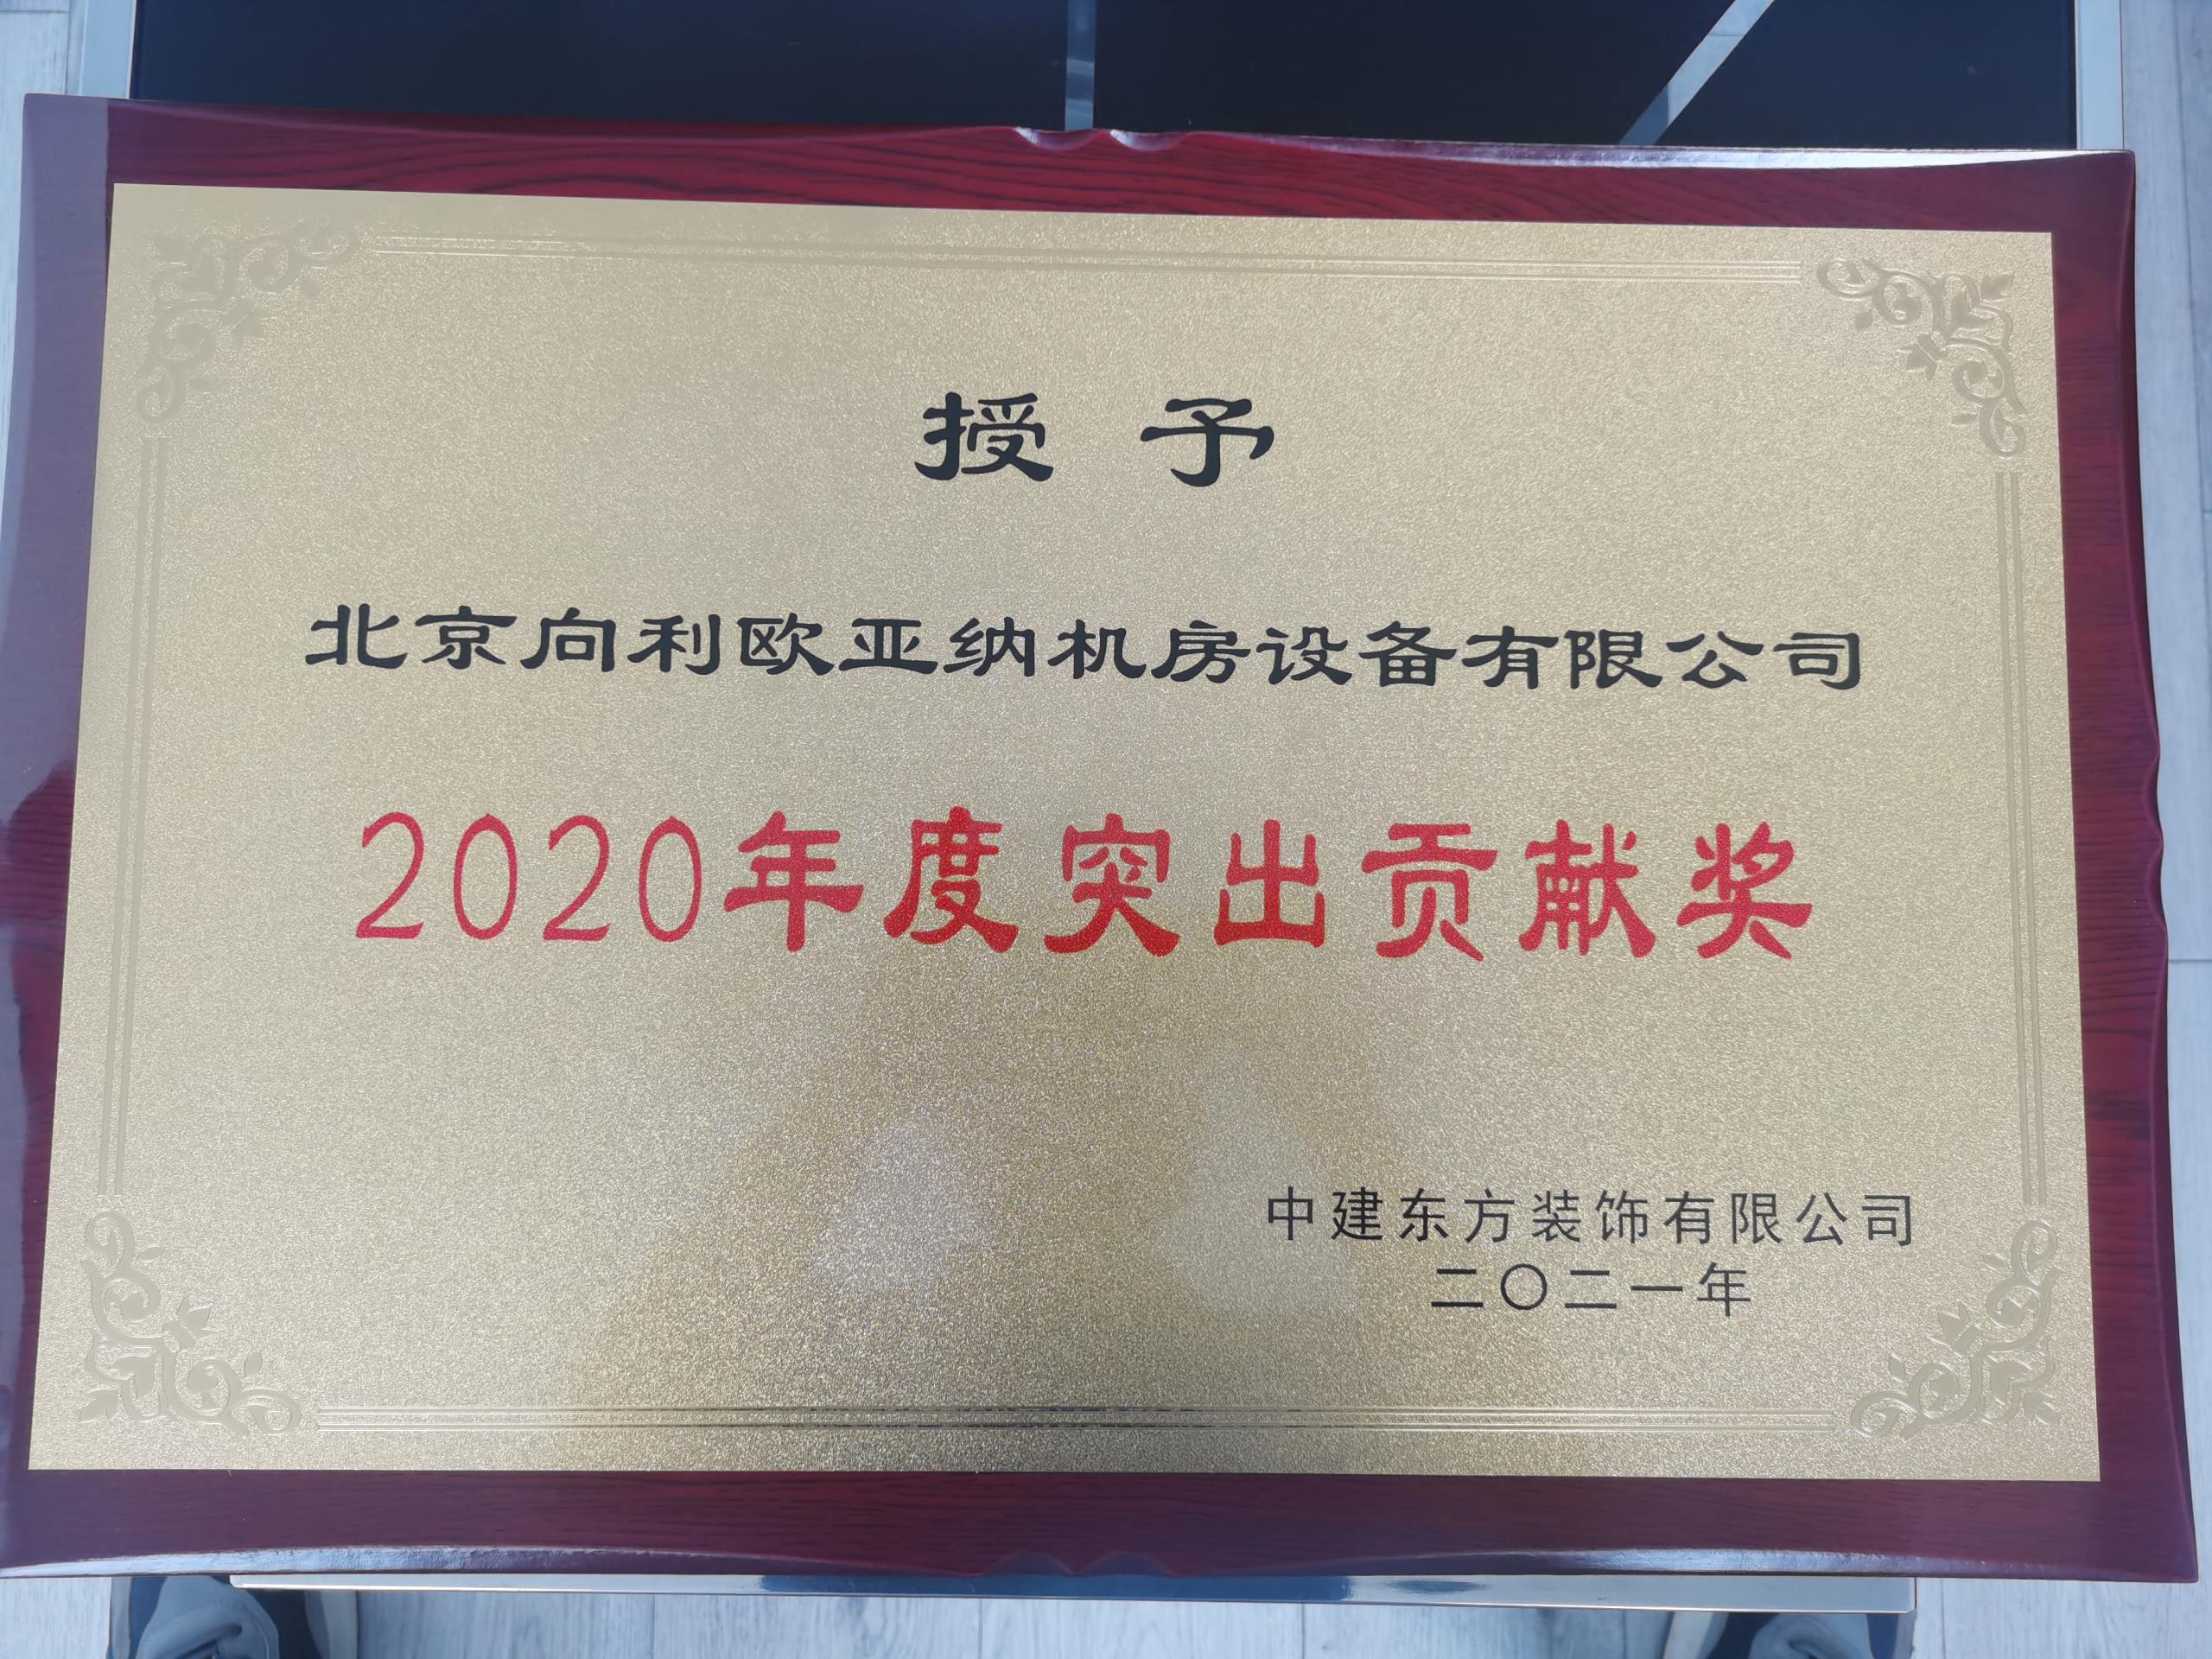 授 予
北京向利欧亚纳机房设备有限公司
2020年度突出贡献奖
中建东方装饰有限公司
二〇二一年